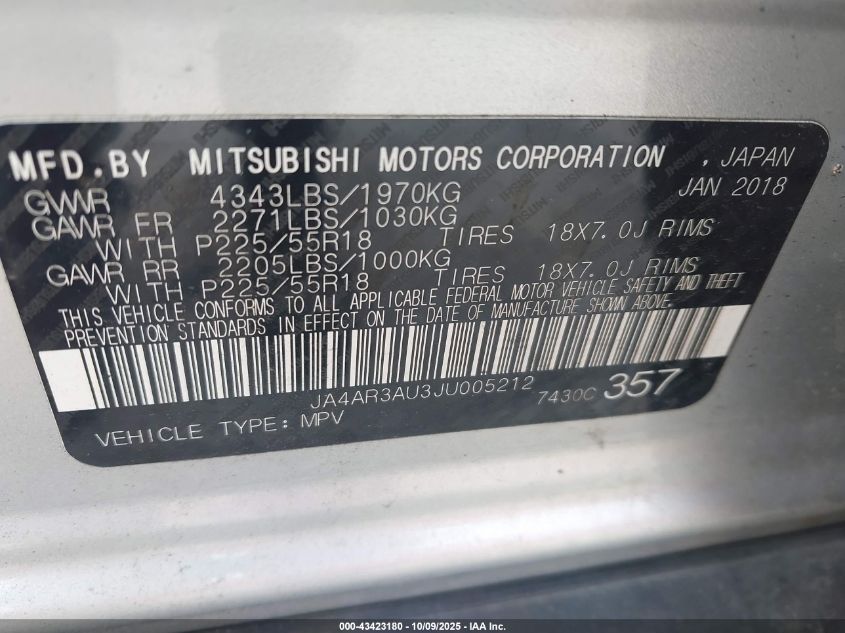 MFD.BY MITSUBISHI MOTORS CORPORATION , JAPAN
GVWR 4343LBS/1970KG JAN 2018
GAWR FR 2271LBS/1030KG
WITH P225/55R18 TIRES 18X7.0J RIMS
GAWR RR 2205LBS/1000KG
WITH P225/55R18 TIRES 18X7.0J RIMS
THIS VEHICLE CONFORMS TO ALL APPLICABLE FEDERAL MOTOR VEHICLE SAFETY AND THEFT
PREVENTION STANDARDS IN EFFECT ON THE DATE OF MANUFACTURE SHOWN ABOVE.
JA4AR3AU3JU005212 7430C 357
VEHICLE TYPE: MPV
000-43423180 - 10/09/2025 - IAA Inc.